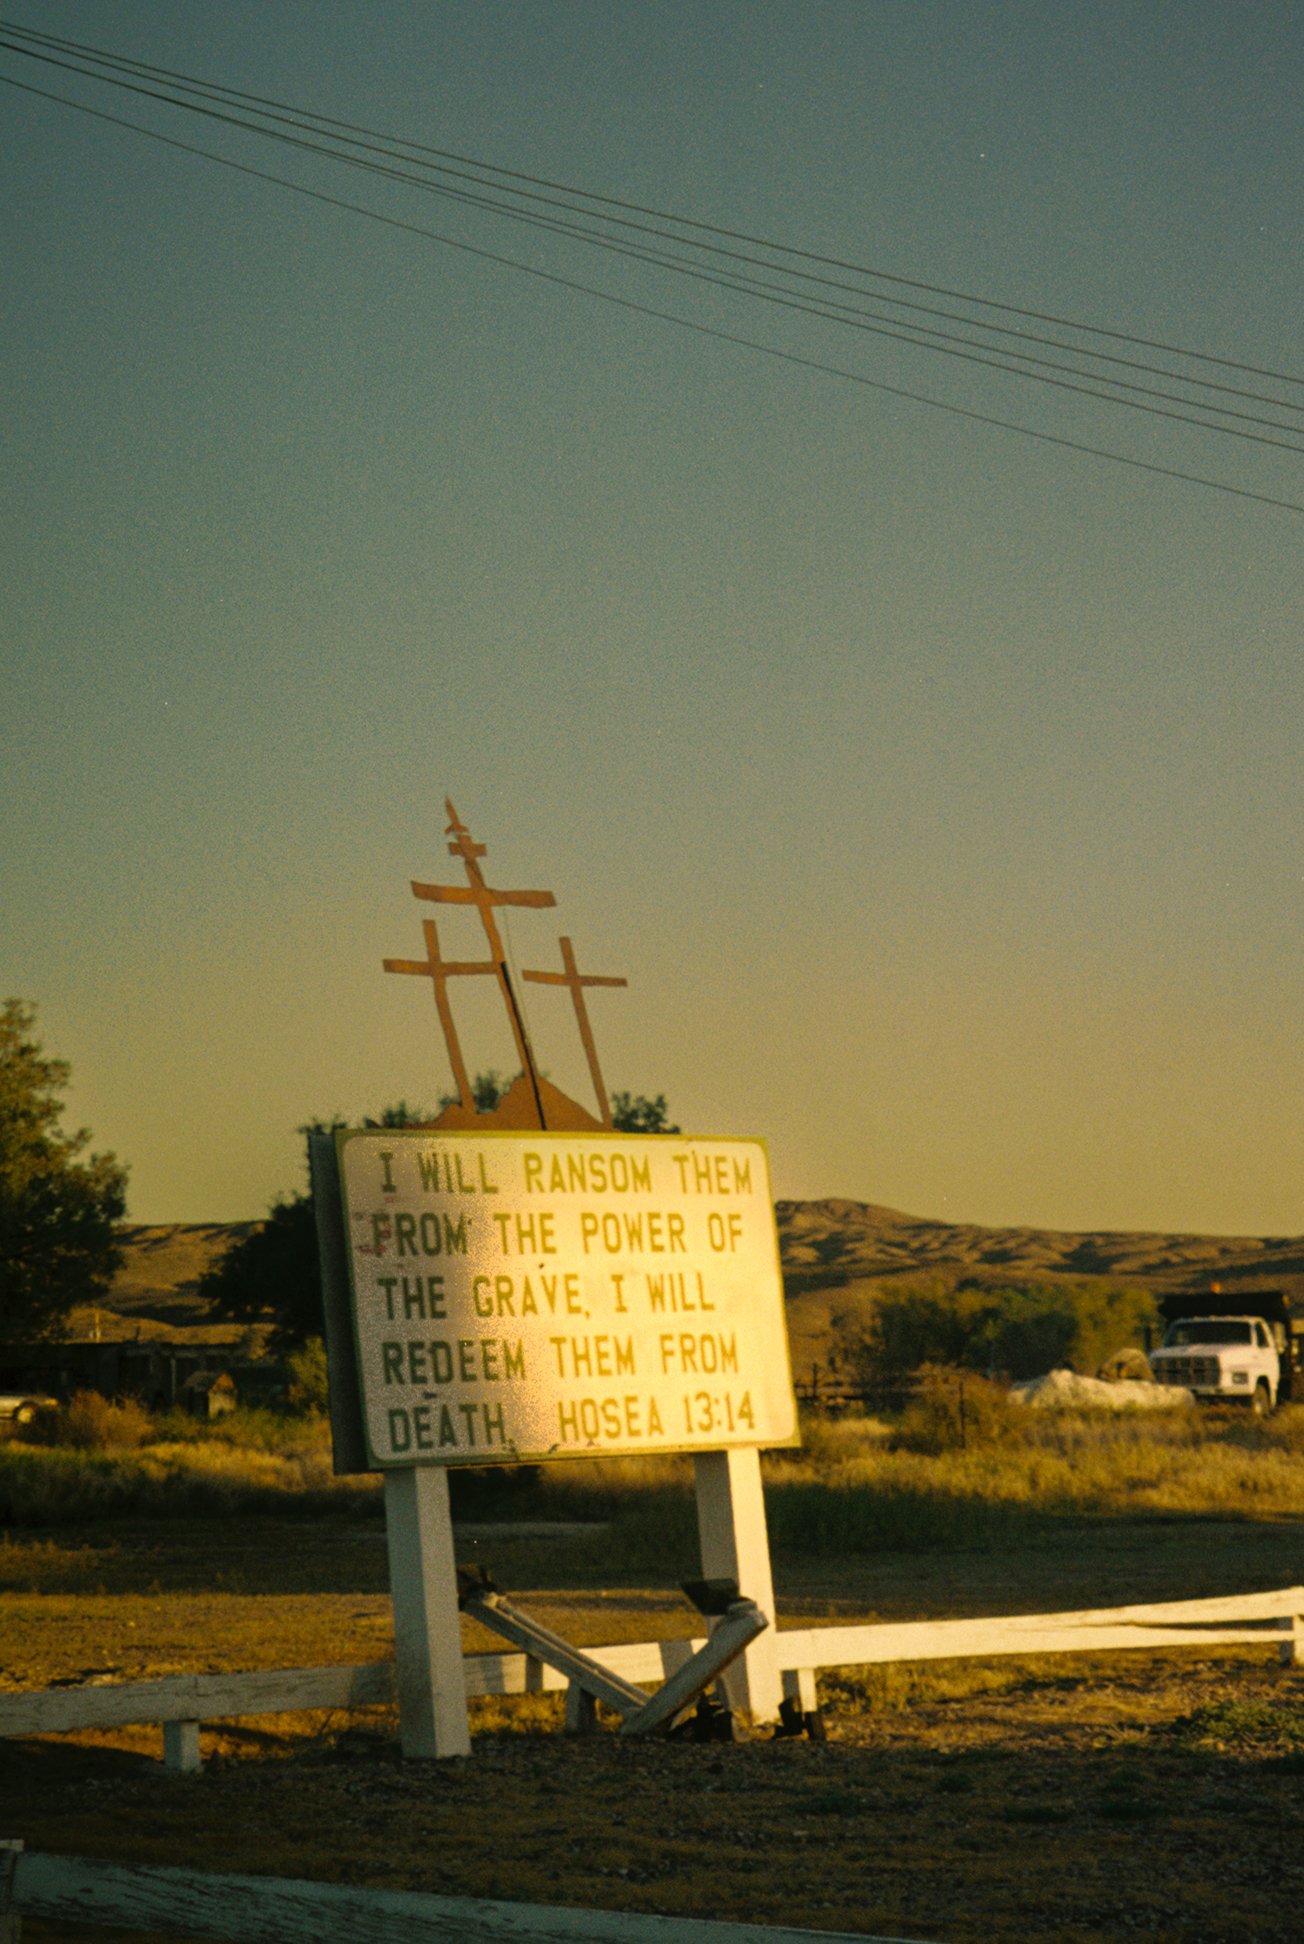 I WILL RANSOM THEM
FROM THE POWER OF
THE GRAVE, I WILL
REDEEM THEM FROM
DEATH. HOSEA 13:14